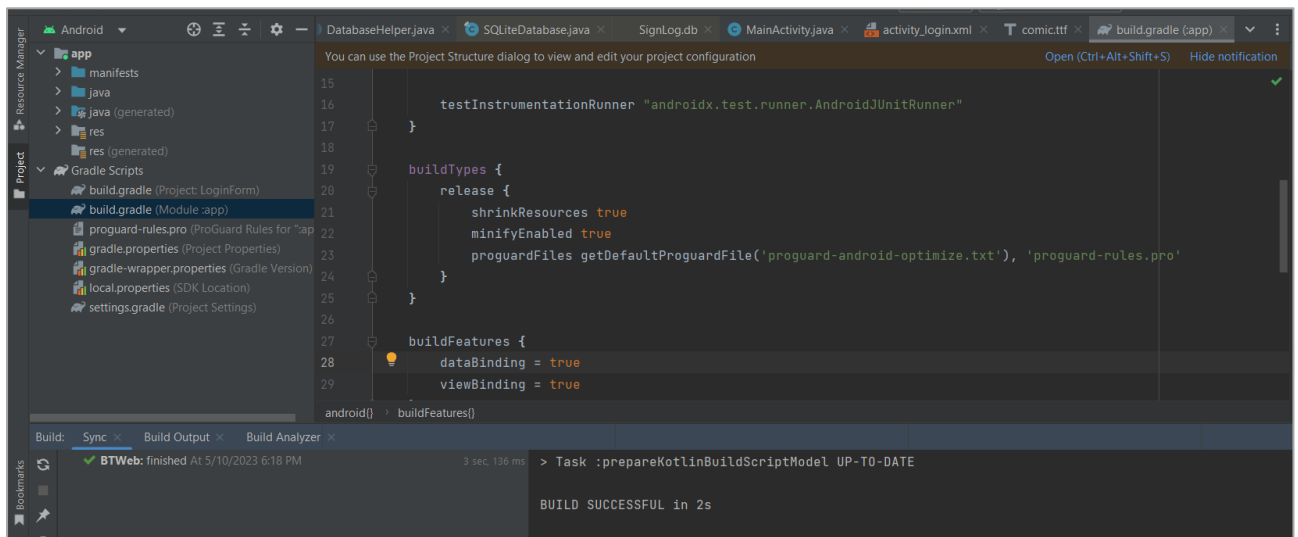 Android
DatabaseHelper.java
SQLiteDatabase.java
SignLog.db
MainActivity.java
activity_login.xml
comic.ttf
build.gradle (:app)
Resource Manager
Project
Bookmarks
app
manifests
java
java (generated)
res
res (generated)
Gradle Scripts
build.gradle (Project: LoginForm)
build.gradle (Module :app)
proguard-rules.pro (ProGuard Rules for ":ap
gradle.properties (Project Properties)
gradle-wrapper.properties (Gradle Version)
local.properties (SDK Location)
settings.gradle (Project Settings)
You can use the Project Structure dialog to view and edit your project configuration
Open (Ctrl+Alt+Shift+S) Hide notification
15
16 testInstrumentationRunner "androidx.test.runner.AndroidJUnitRunner"
17 }
18
19 buildTypes {
20 release {
21 shrinkResources true
22 minifyEnabled true
23 proguardFiles getDefaultProguardFile('proguard-android-optimize.txt'), 'proguard-rules.pro'
24 }
25 }
26
27 buildFeatures {
28 dataBinding = true
29 viewBinding = true
android{} › buildFeatures{}
Build: Sync Build Output Build Analyzer
BTWeb: finished At 5/10/2023 6:18 PM 3 sec, 136 ms
> Task :prepareKotlinBuildScriptModel UP-TO-DATE
BUILD SUCCESSFUL in 2s